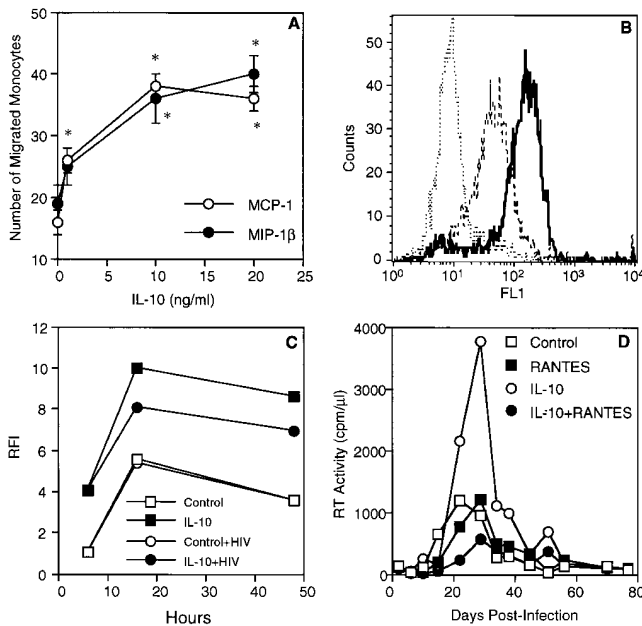 A
Number of Migrated Monocytes
50
40
30
20
10
* * * * *
MCP-1
MIP-1β
0 5 10 15 20 25
IL-10 (ng/ml)
B
Counts
50
40
30
20
10
0
10⁰ 10¹ 10² 10³ 10⁴
FL1
C
RFI
12
10
8
6
4
2
0
Control
IL-10
Control+HIV
IL-10+HIV
0 10 20 30 40 50
Hours
D
RT Activity (cpm/µl)
4000
3000
2000
1000
0
Control
RANTES
IL-10
IL-10+RANTES
0 20 40 60 80
Days Post-Infection